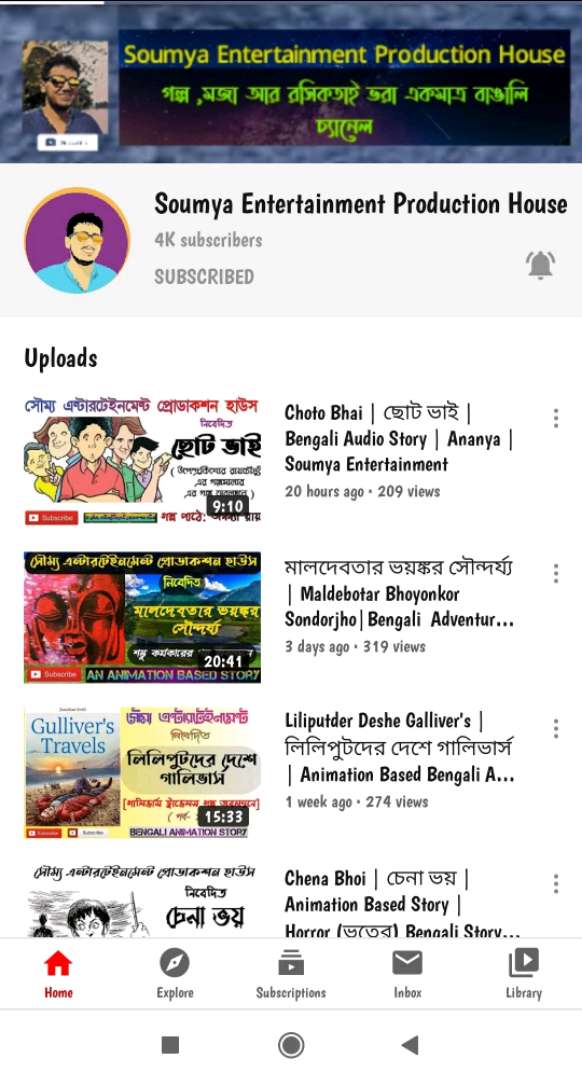 Soumya Entertainment Production House
গল্প ,মজা আর রসিকতাই ভরা একমাত্র বাঙালি
চ্যানেল
Soumya Entertainment Production House
4K subscribers
SUBSCRIBED
Uploads
সৌম্য এন্টারটেইনমেন্ট প্রোডাকশন হাউস
নিবেদিত
ছোট ভাই
9:10
Subscribe
গল্প পাঠে:
Choto Bhai | ছোট ভাই |
Bengali Audio Story | Ananya |
Soumya Entertainment
20 hours ago · 209 views
সৌম্য এন্টারটেইনমেন্ট প্রোডাকশন হাউস
নিবেদিত
মালদেবতার ভয়ঙ্কর
সৌন্দর্য্য
শম্ভু কর্মকারের
20:41
Subscribe
AN ANIMATION BASED STORY
মালদেবতার ভয়ঙ্কর সৌন্দর্য্য
| Maldebotar Bhoyonkor
Sondorjho|Bengali Adventur...
3 days ago · 319 views
Gulliver's
Travels
সৌম্য এন্টারটেইনমেন্ট
নিবেদিত
লিলিপুটদের দেশে
গালিভার্স
15:33
BENGALI ANIMATION STORY
Liliputder Deshe Galliver's |
লিলিপুটদের দেশে গালিভার্স
| Animation Based Bengali A...
1 week ago · 274 views
সৌম্য এন্টারটেইনমেন্ট প্রোডাকশন হাউস
নিবেদিত
চেনা ভয়
Chena Bhoi | চেনা ভয় |
Animation Based Story |
Horror (ভূতের) Bengali Story...
Home
Explore
Subscriptions
Inbox
Library